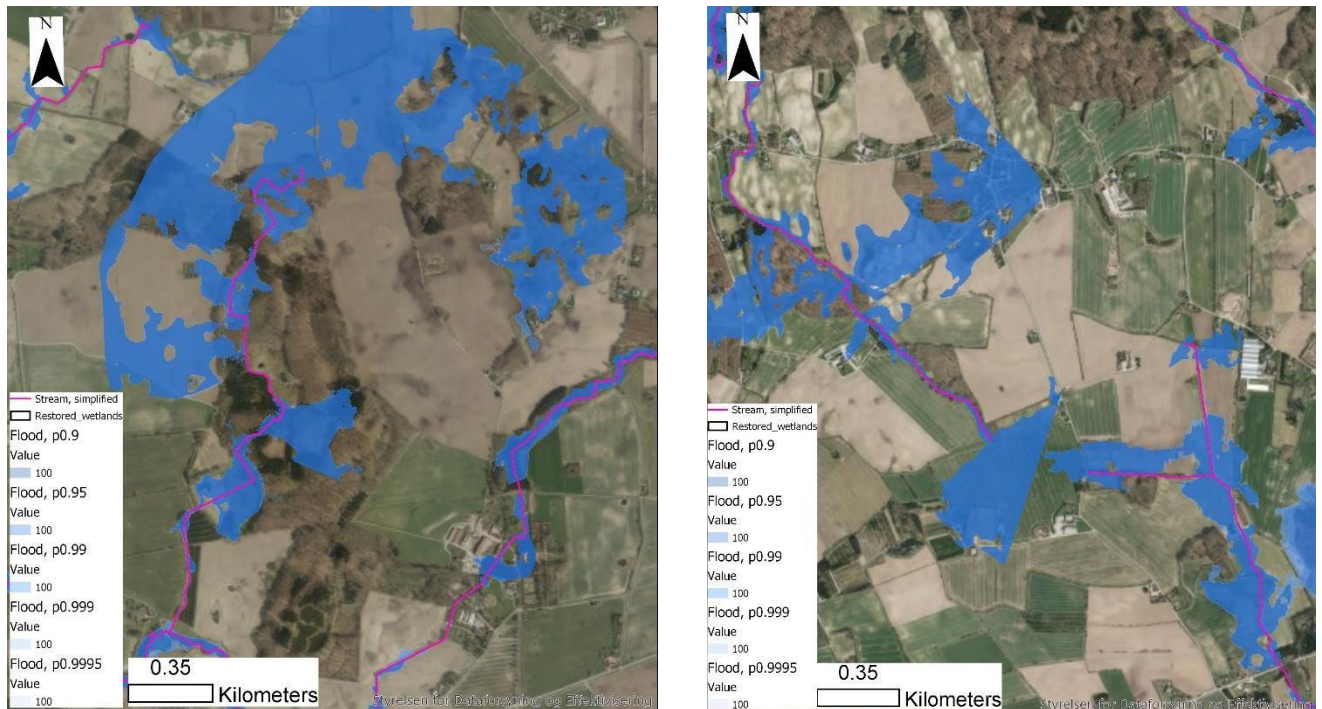 N
Stream, simplified
Restored_wetlands
Flood, p0.9
Value
100
Flood, p0.95
Value
100
Flood, p0.99
Value
100
Flood, p0.999
Value
100
Flood, p0.9995
Value
100
0.35
Kilometers
Styrelsen for Dataforsyning og Effektivisering
N
Stream, simplified
Restored_wetlands
Flood, p0.9
Value
100
Flood, p0.95
Value
100
Flood, p0.99
Value
100
Flood, p0.999
Value
100
Flood, p0.9995
Value
100
0.35
Kilometers
Styrelsen for Dataforsyning og Effektivisering